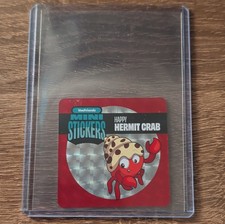 MINI
STICKERS
HAPPY
HERMIT CRAB